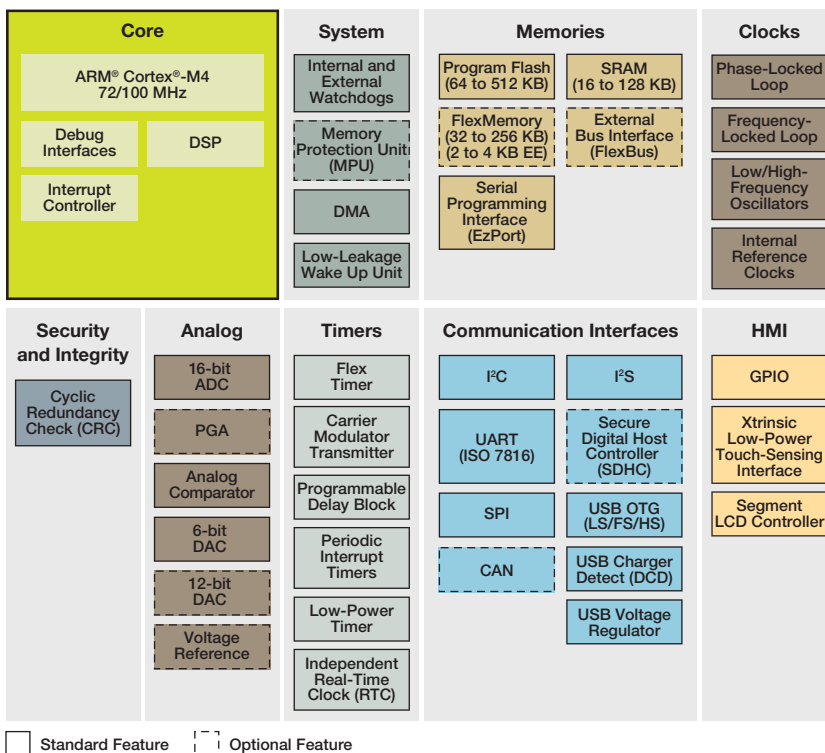 Core
ARM® Cortex®-M4
72/100 MHz
Debug
Interfaces
DSP
Interrupt
Controller
System
Internal and
External
Watchdogs
Memory
Protection Unit
(MPU)
DMA
Low-Leakage
Wake Up Unit
Memories
Program Flash
(64 to 512 KB)
SRAM
(16 to 128 KB)
FlexMemory
(32 to 256 KB)
(2 to 4 KB EE)
External
Bus Interface
(FlexBus)
Serial
Programming
Interface
(EzPort)
Clocks
Phase-Locked
Loop
Frequency-
Locked Loop
Low/High-
Frequency
Oscillators
Internal
Reference
Clocks
Security
and Integrity
Cyclic
Redundancy
Check (CRC)
Analog
16-bit
ADC
PGA
Analog
Comparator
6-bit
DAC
12-bit
DAC
Voltage
Reference
Timers
Flex
Timer
Carrier
Modulator
Transmitter
Programmable
Delay Block
Periodic
Interrupt
Timers
Low-Power
Timer
Independent
Real-Time
Clock (RTC)
Communication Interfaces
I²C
I²S
UART
(ISO 7816)
Secure
Digital Host
Controller
(SDHC)
SPI
USB OTG
(LS/FS/HS)
CAN
USB Charger
Detect (DCD)
USB Voltage
Regulator
HMI
GPIO
Xtrinsic
Low-Power
Touch-Sensing
Interface
Segment
LCD Controller
Standard Feature
Optional Feature